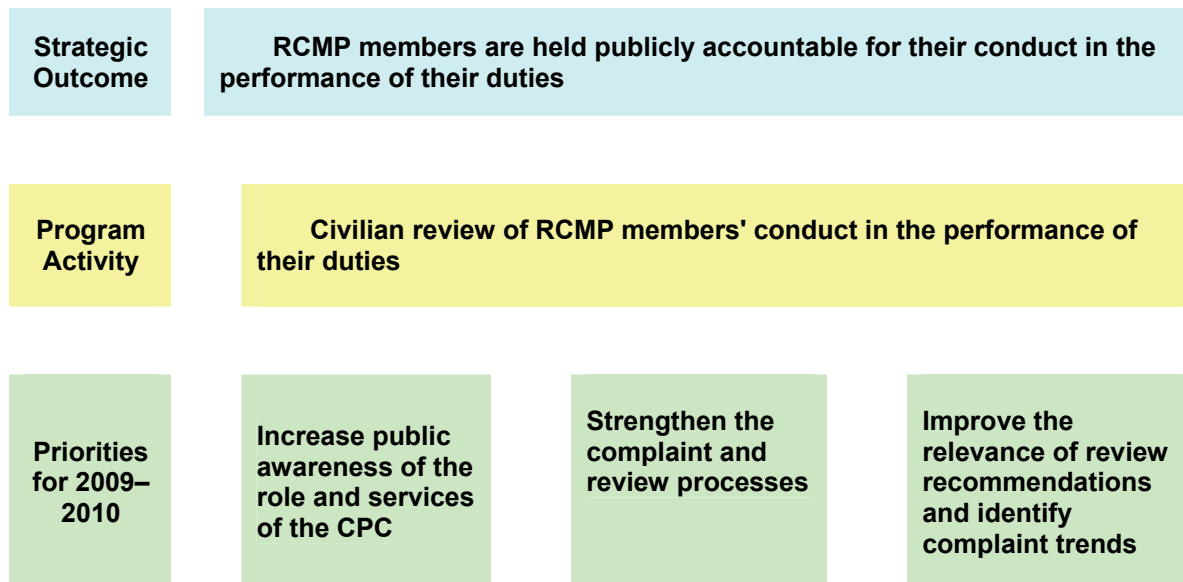 Strategic
Outcome
RCMP members are held publicly accountable for their conduct in the
performance of their duties
Program
Activity
Civilian review of RCMP members' conduct in the performance of
their duties
Priorities
for 2009–
2010
Increase public
awareness of the
role and services
of the CPC
Strengthen the
complaint and
review processes
Improve the
relevance of review
recommendations
and identify
complaint trends